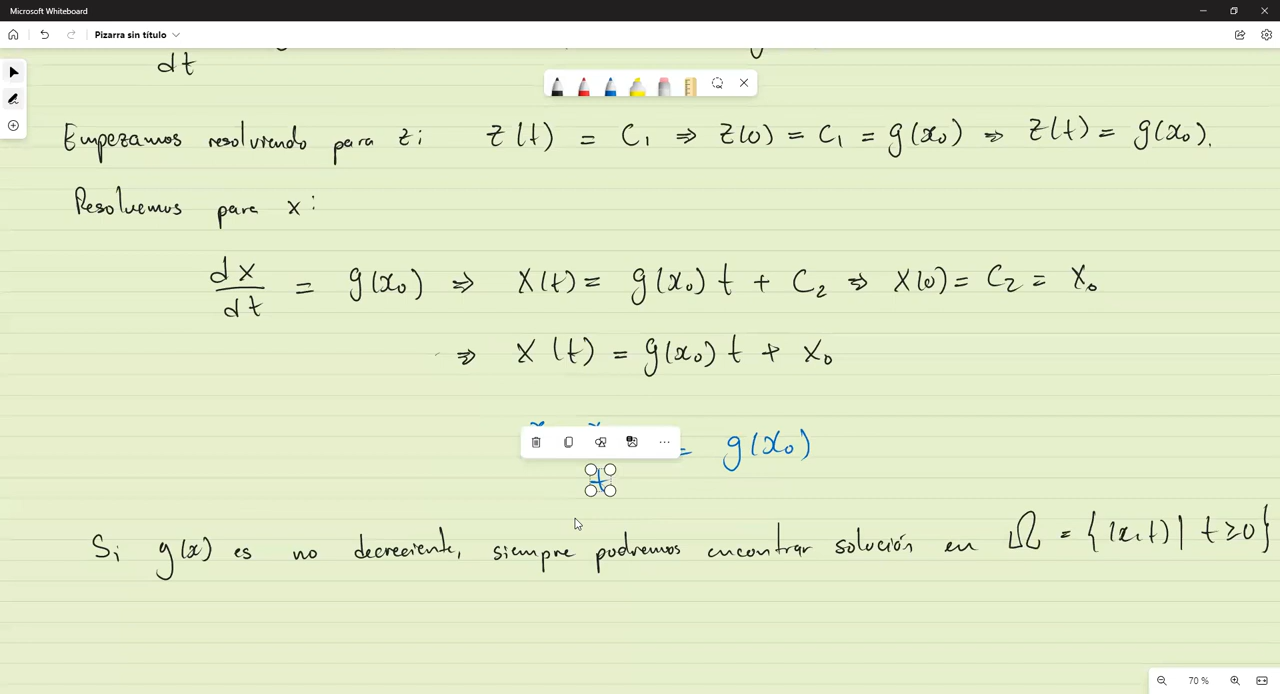 Microsoft Whiteboard
Pizarra sin título
dt
Empezamos resolviendo para z: z(t) = C₁ ⇒ z(0) = C₁ = g(x₀) ⇒ z(t) = g(x₀).
Resolvemos para x:
dx/dt = g(x₀) ⇒ x(t) = g(x₀) t + C₂ ⇒ x(0) = C₂ = x₀
⇒ x(t) = g(x₀) t + x₀
= g(x₀)
t
Si g(x) es no decreciente, siempre podremos encontrar solución en Ω = {(x,t) | t ≥ 0}
70 %